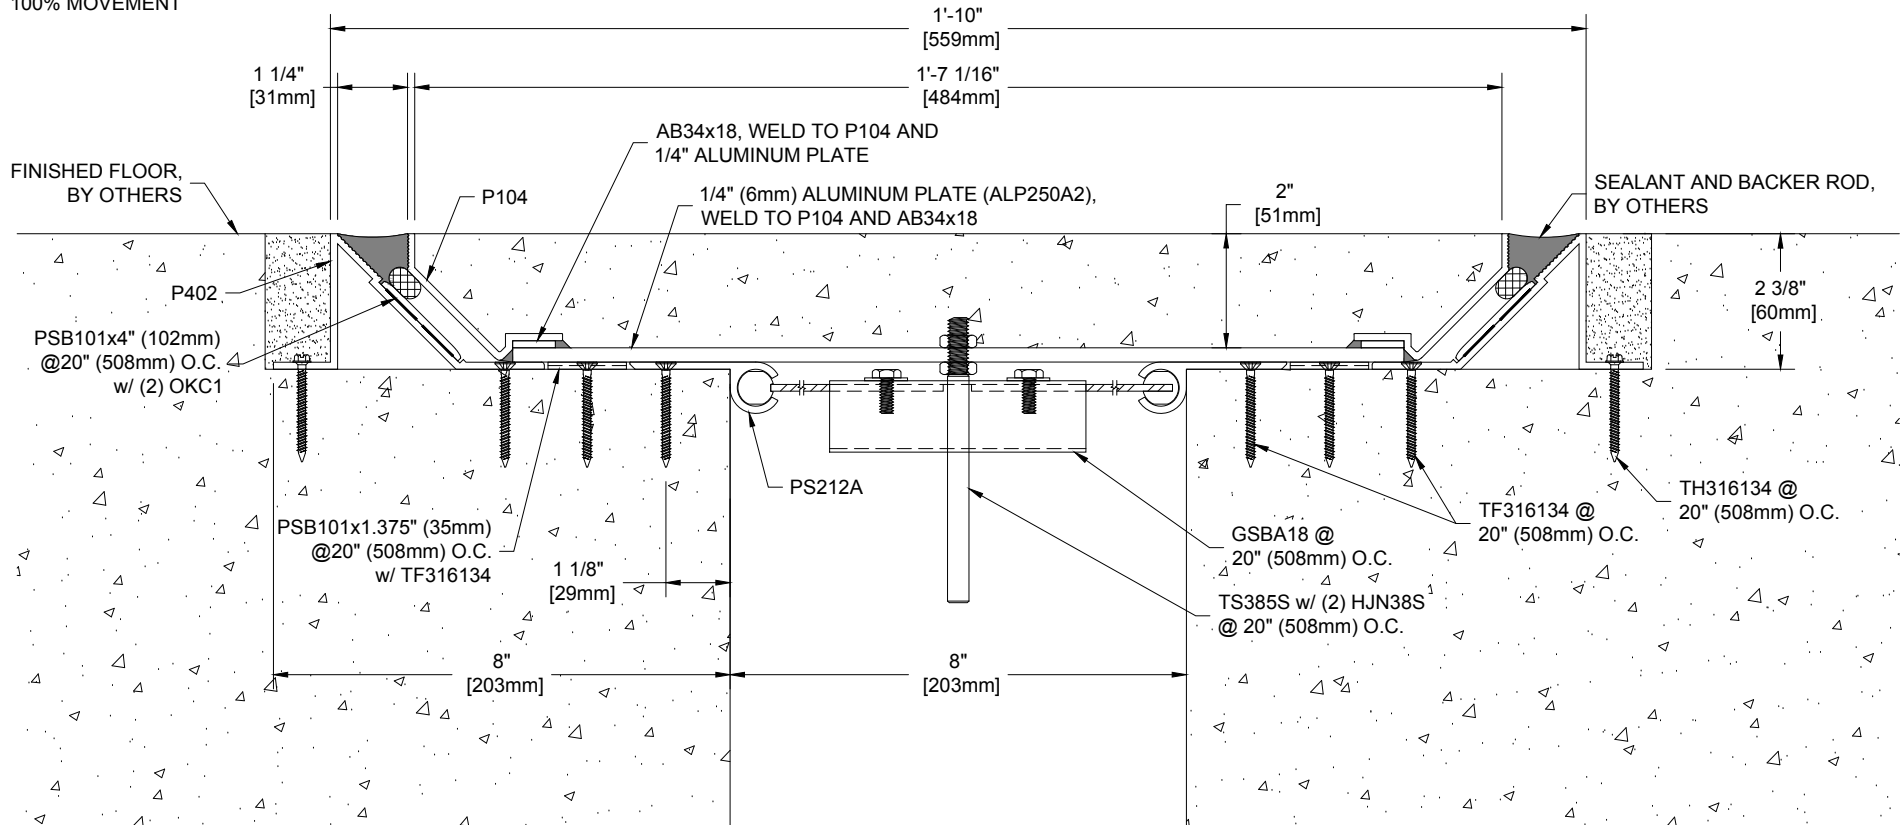 100% MOVEMENT
1'-10"
[559mm]
1 1/4"
[31mm]
1'-7 1/16"
[484mm]
AB34x18, WELD TO P104 AND
1/4" ALUMINUM PLATE
FINISHED FLOOR,
BY OTHERS
P104
1/4" (6mm) ALUMINUM PLATE (ALP250A2),
WELD TO P104 AND AB34x18
2"
[51mm]
SEALANT AND BACKER ROD,
BY OTHERS
P402
2 3/8"
[60mm]
PSB101x4" (102mm)
@20" (508mm) O.C.
w/ (2) OKC1
PS212A
PSB101x1.375" (35mm)
@20" (508mm) O.C.
w/ TF316134
1 1/8"
[29mm]
GSBA18 @
20" (508mm) O.C.
TF316134 @
20" (508mm) O.C.
TH316134 @
20" (508mm) O.C.
TS385S w/ (2) HJN38S
@ 20" (508mm) O.C.
8"
[203mm]
8"
[203mm]